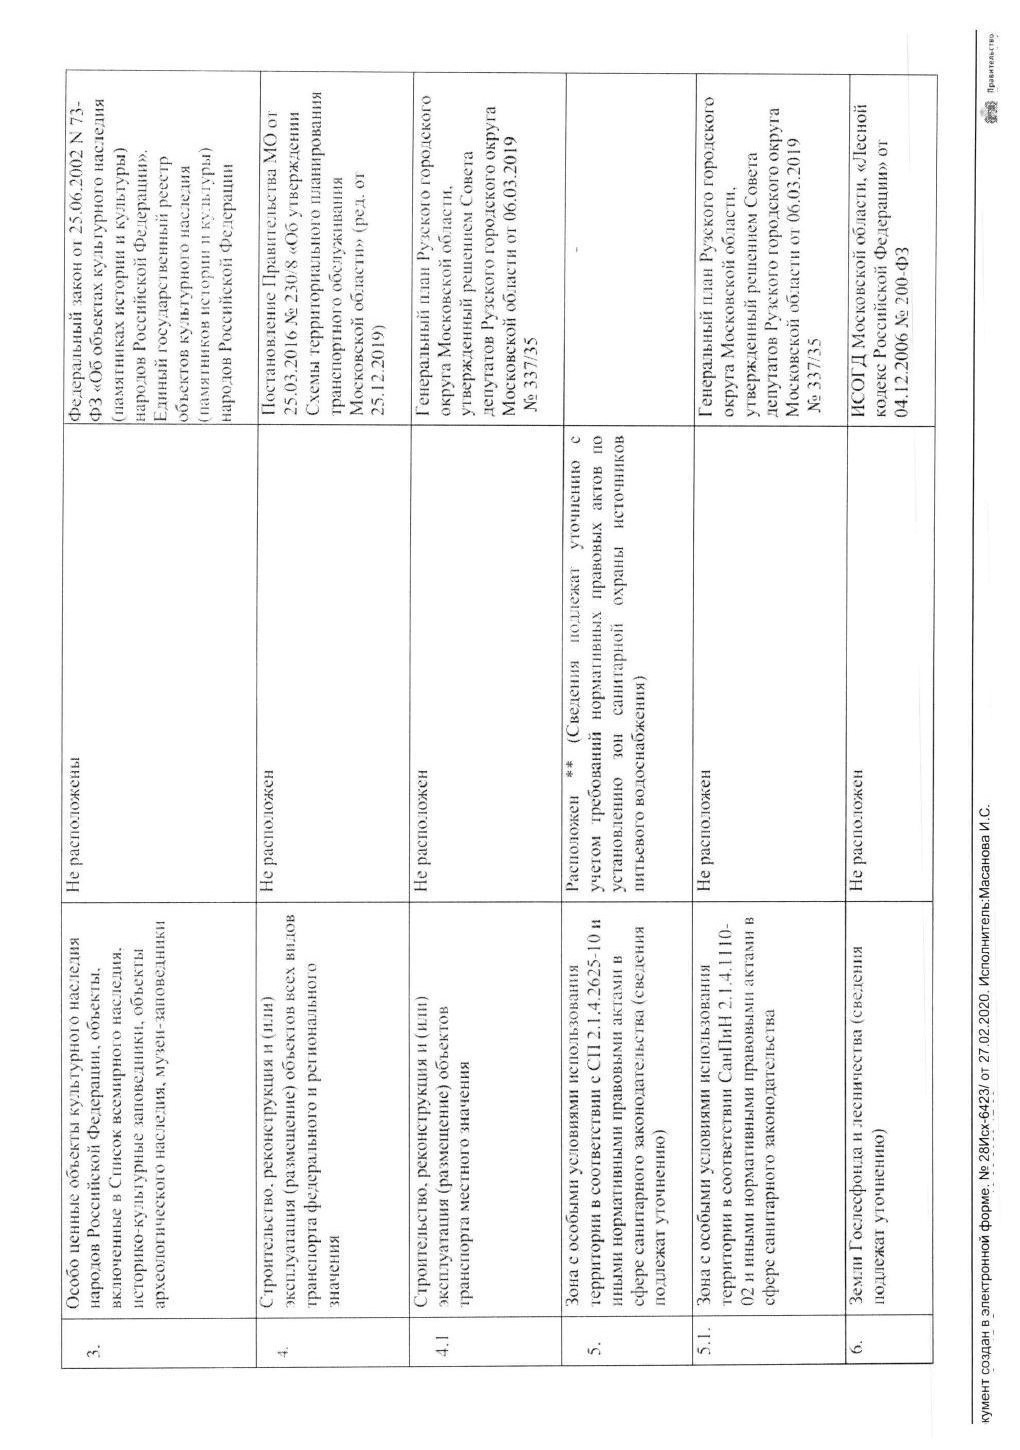 3.
Особо ценные объекты культурного наследия
народов Российской Федерации, объекты,
включенные в Список всемирного наследия,
историко-культурные заповедники, объекты
археологического наследия, музеи-заповедники
Не расположены
Федеральный закон от 25.06.2002 N 73-
ФЗ «Об объектах культурного наследия
(памятниках истории и культуры)
народов Российской Федерации».
Единый государственный реестр
объектов культурного наследия
(памятников истории и культуры)
народов Российской Федерации
4.
Строительство, реконструкция и (или)
эксплуатация (размещение) объектов всех видов
транспорта федерального и регионального
значения
Не расположен
Постановление Правительства МО от
25.03.2016 № 230/8 «Об утверждении
Схемы территориального планирования
транспортного обслуживания
Московской области» (ред. от
25.12.2019)
4.1
Строительство, реконструкция и (или)
эксплуатация (размещение) объектов
транспорта местного значения
Не расположен
Генеральный план Рузского городского
округа Московской области,
утвержденный решением Совета
депутатов Рузского городского округа
Московской области от 06.03.2019
№ 337/35
5.
Зона с особыми условиями использования
территории в соответствии с СП 2.1.4.2625-10 и
иными нормативными правовыми актами в
сфере санитарного законодательства (сведения
подлежат уточнению)
Расположен ** (Сведения подлежат уточнению с
учетом требований нормативных правовых актов по
установлению зон санитарной охраны источников
питьевого водоснабжения)
-
5.1.
Зона с особыми условиями использования
территории в соответствии СанПиН 2.1.4.1110-
02 и иными нормативными правовыми актами в
сфере санитарного законодательства
Не расположен
Генеральный план Рузского городского
округа Московской области,
утвержденный решением Совета
депутатов Рузского городского округа
Московской области от 06.03.2019
№ 337/35
6.
Земли Гослесфонда и лесничества (сведения
подлежат уточнению)
Не расположен
ИСОГД Московской области, «Лесной
кодекс Российской Федерации» от
04.12.2006 № 200-ФЗ
кумент создан в электронной форме. № 28Исх-6423/ от 27.02.2020. Исполнитель:Масанова И.С.
Правительство